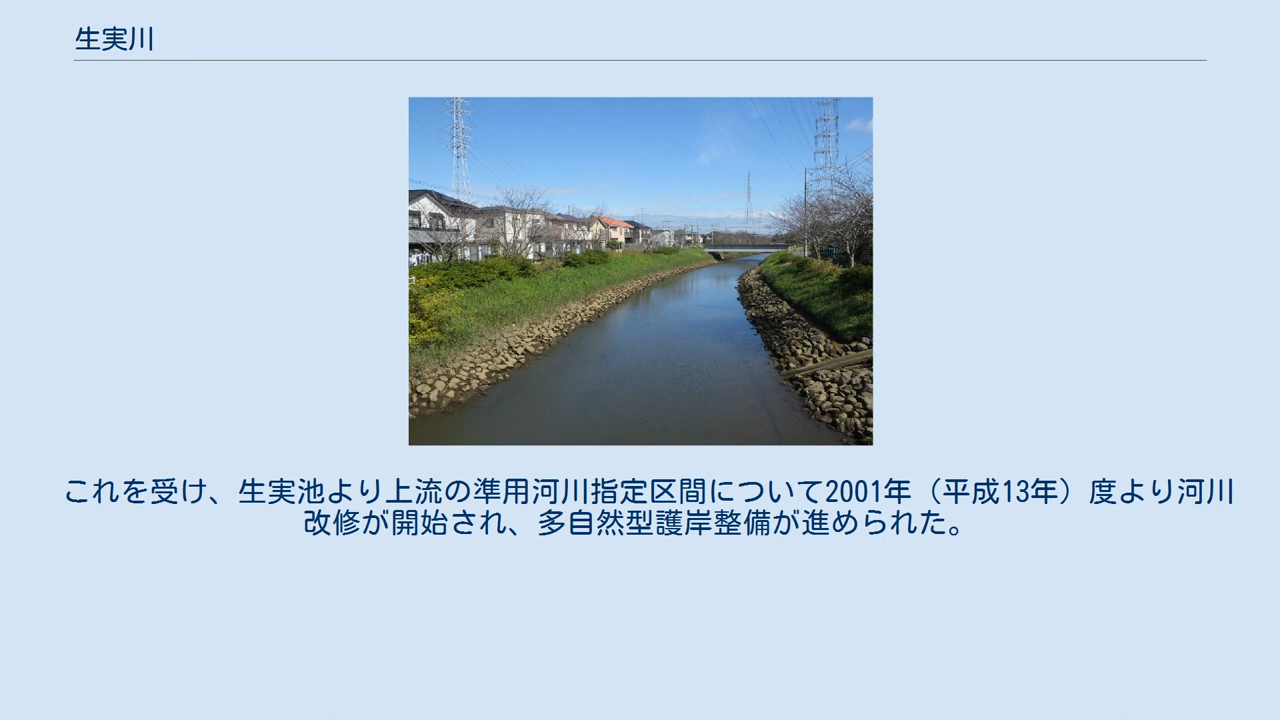 生実川
これを受け、生実池より上流の準用河川指定区間について2001年（平成13年）度より河川
改修が開始され、多自然型護岸整備が進められた。